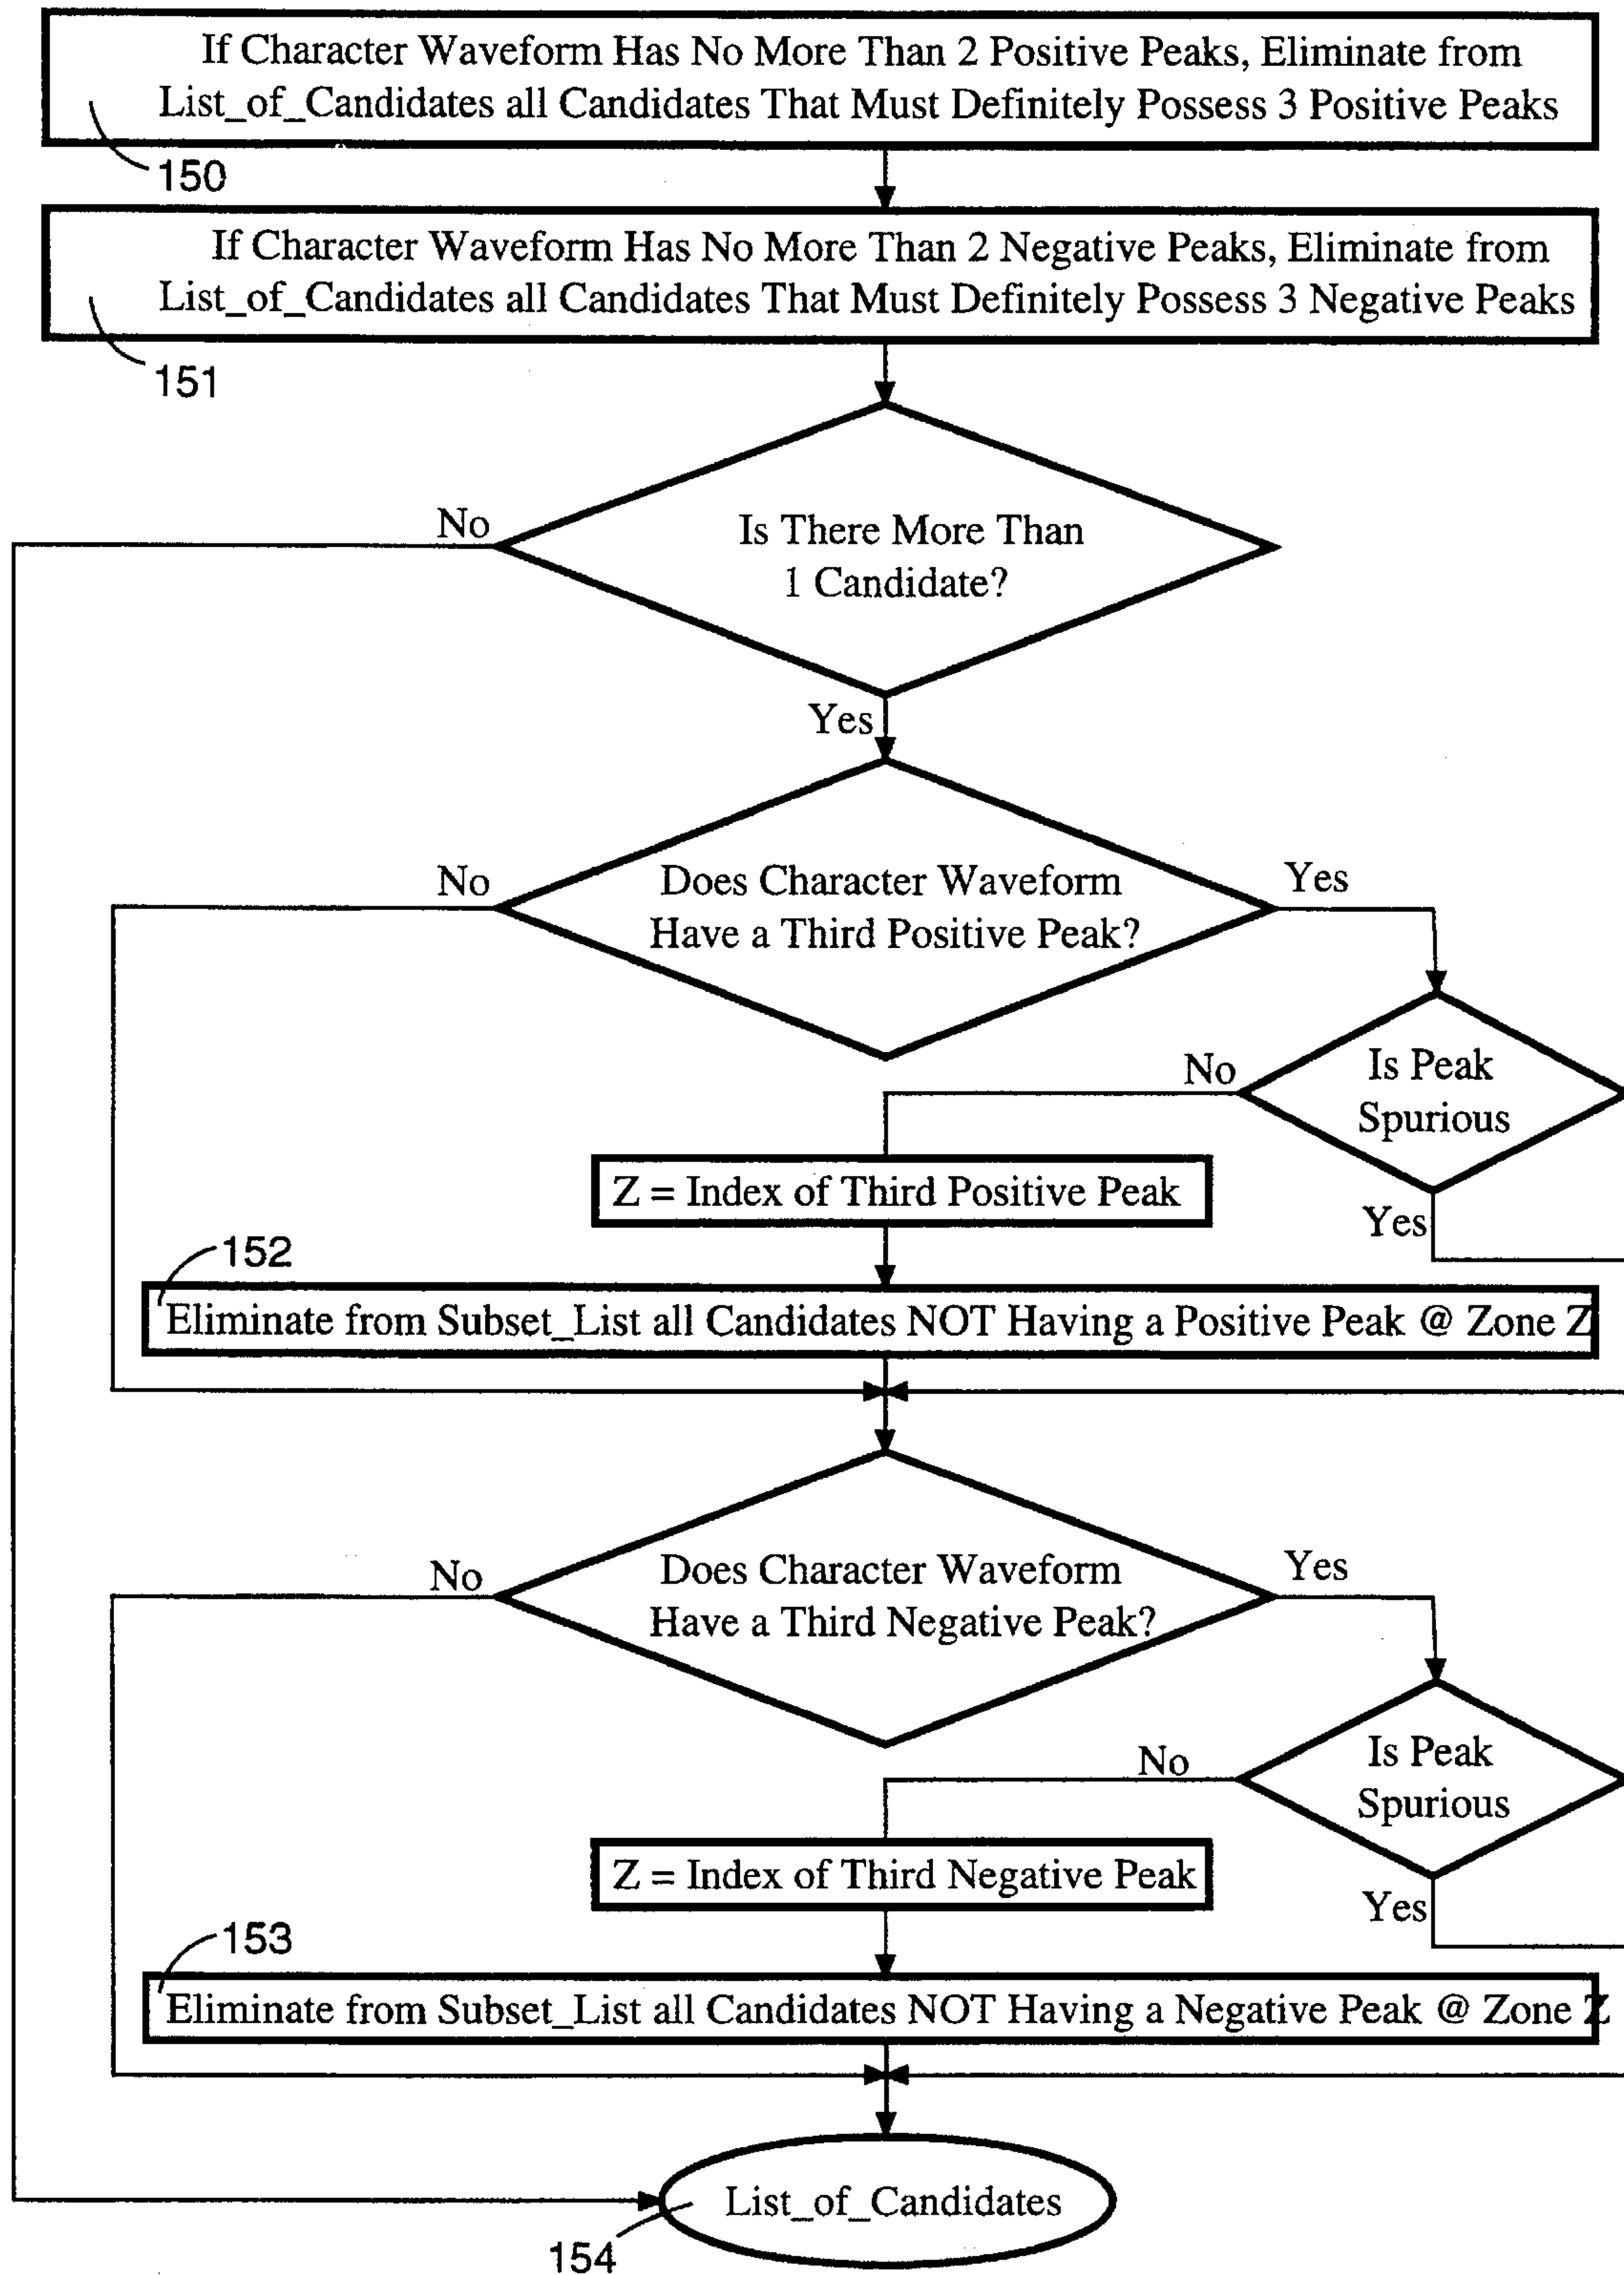 If Character Waveform Has No More Than 2 Positive Peaks, Eliminate from
List_of_Candidates all Candidates That Must Definitely Possess 3 Positive Peaks
150
If Character Waveform Has No More Than 2 Negative Peaks, Eliminate from
List_of_Candidates all Candidates That Must Definitely Possess 3 Negative Peaks
151
No
Is There More Than
1 Candidate?
Yes
No
Does Character Waveform
Have a Third Positive Peak?
Yes
No
Is Peak
Spurious
Z = Index of Third Positive Peak
Yes
152
Eliminate from Subset_List all Candidates NOT Having a Positive Peak @ Zone Z
No
Does Character Waveform
Have a Third Negative Peak?
Yes
No
Is Peak
Spurious
Z = Index of Third Negative Peak
Yes
153
Eliminate from Subset_List all Candidates NOT Having a Negative Peak @ Zone Z
List_of_Candidates
154